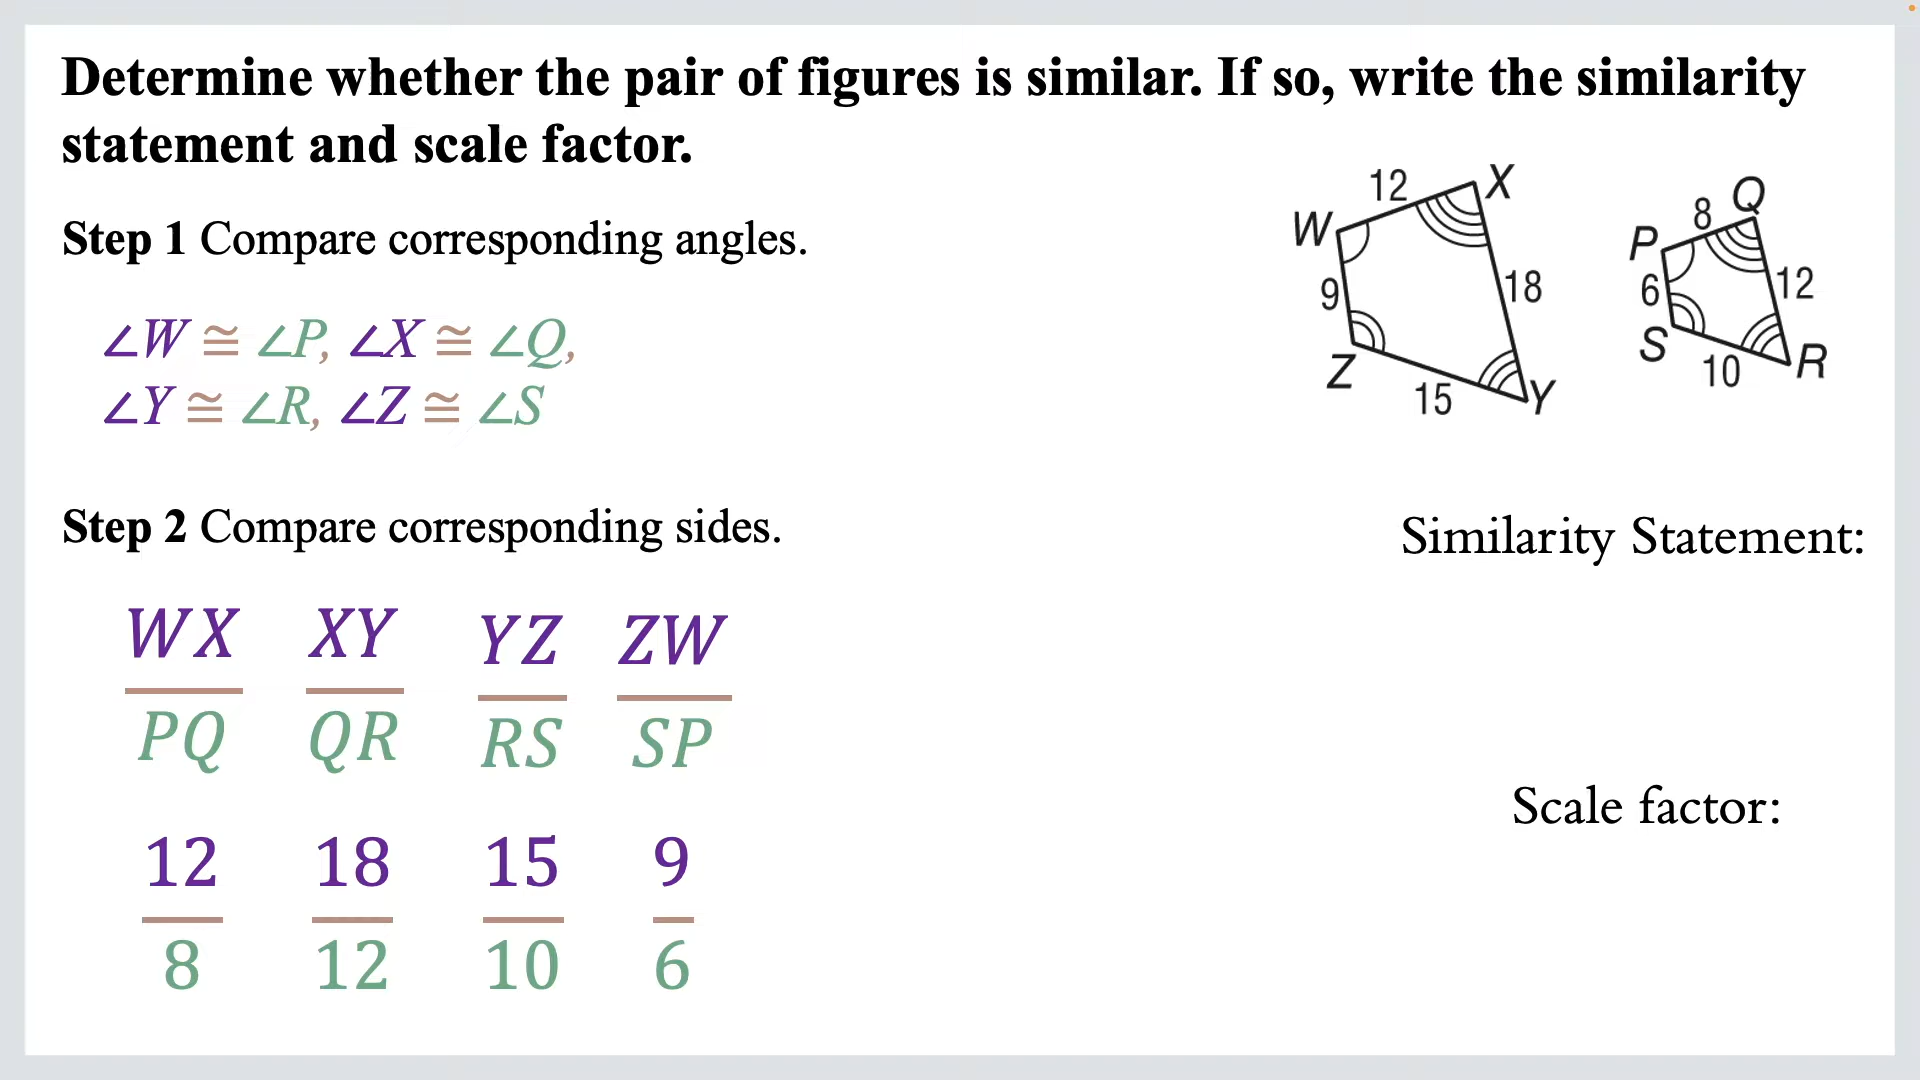 Determine whether the pair of figures is similar. If so, write the similarity
statement and scale factor.
Step 1 Compare corresponding angles.
∠W ≅ ∠P, ∠X ≅ ∠Q,
∠Y ≅ ∠R, ∠Z ≅ ∠S
12 X
W
9 18
Z
15 Y
8 Q
P
6 12
S
10 R
Step 2 Compare corresponding sides.
WX XY YZ ZW
PQ QR RS SP
12 18 15 9
8 12 10 6
Similarity Statement:
Scale factor: